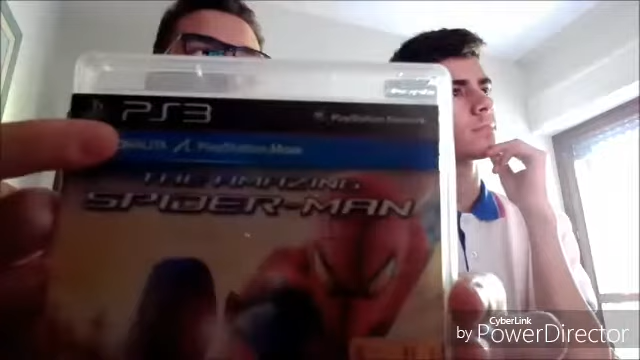 PS3
PlayStation Network
PlayStation Move
THE AMAZING
SPIDER-MAN
CyberLink
by PowerDirector